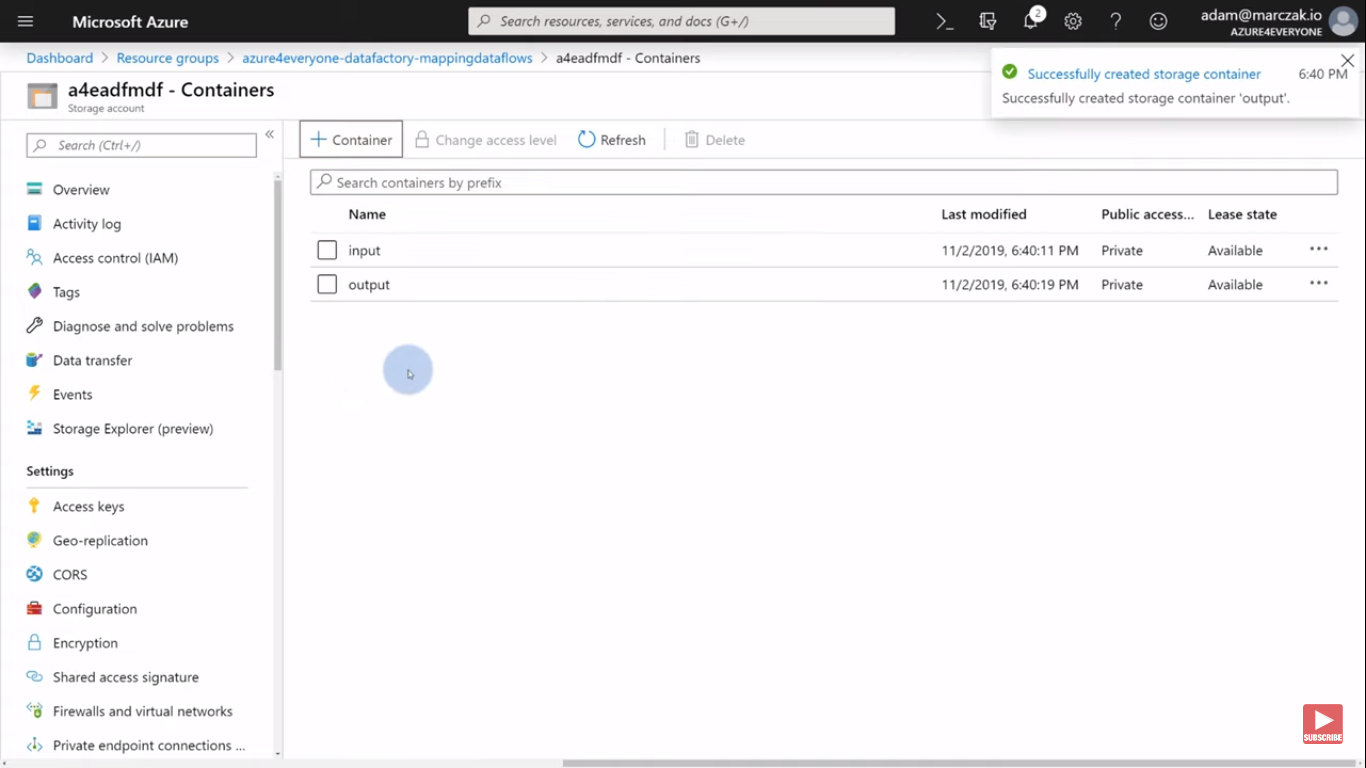 Microsoft Azure
Search resources, services, and docs (G+/)
2
adam@marczak.io
AZURE4EVERYONE
Dashboard > Resource groups > azure4everyone-datafactory-mappingdataflows > a4eadfmdf - Containers
Successfully created storage container 6:40 PM
Successfully created storage container 'output'.
a4eadfmdf - Containers
Storage account
Search (Ctrl+/)
«
Overview
Activity log
Access control (IAM)
Tags
Diagnose and solve problems
Data transfer
Events
Storage Explorer (preview)
Settings
Access keys
Geo-replication
CORS
Configuration
Encryption
Shared access signature
Firewalls and virtual networks
Private endpoint connections ...
+ Container Change access level Refresh Delete
Search containers by prefix
Name Last modified Public access... Lease state
input 11/2/2019, 6:40:11 PM Private Available ...
output 11/2/2019, 6:40:19 PM Private Available ...
SUBSCRIBE